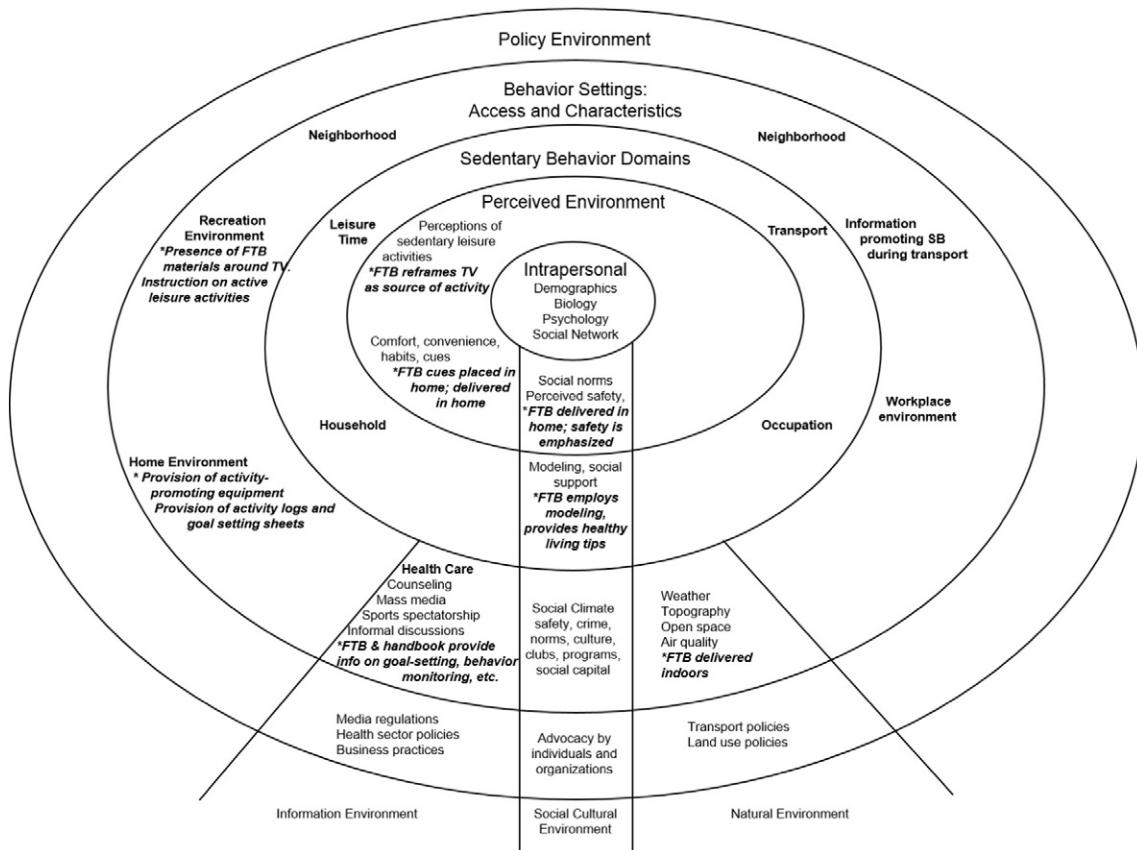 Policy Environment
Behavior Settings:
Access and Characteristics
Neighborhood
Neighborhood
Sedentary Behavior Domains
Perceived Environment
Recreation
Environment
*Presence of FTB
materials around TV.
Instruction on active
leisure activities
Leisure
Time
Perceptions of
sedentary leisure
activities
*FTB reframes TV
as source of activity
Transport
Information
promoting SB
during transport
Intrapersonal
Demographics
Biology
Psychology
Social Network
Comfort, convenience,
habits, cues
*FTB cues placed in
home; delivered
in home
Social norms
Perceived safety,
*FTB delivered in
home; safety is
emphasized
Workplace
environment
Household
Occupation
Home Environment
* Provision of activity-
promoting equipment
Provision of activity logs and
goal setting sheets
Modeling, social
support
*FTB employs
modeling,
provides healthy
living tips
Health Care
Counseling
Mass media
Sports spectatorship
Informal discussions
*FTB & handbook provide
info on goal-setting, behavior
monitoring, etc.
Social Climate
safety, crime,
norms, culture,
clubs, programs,
social capital
Weather
Topography
Open space
Air quality
*FTB delivered
indoors
Media regulations
Health sector policies
Business practices
Advocacy by
individuals and
organizations
Transport policies
Land use policies
Information Environment
Social Cultural
Environment
Natural Environment